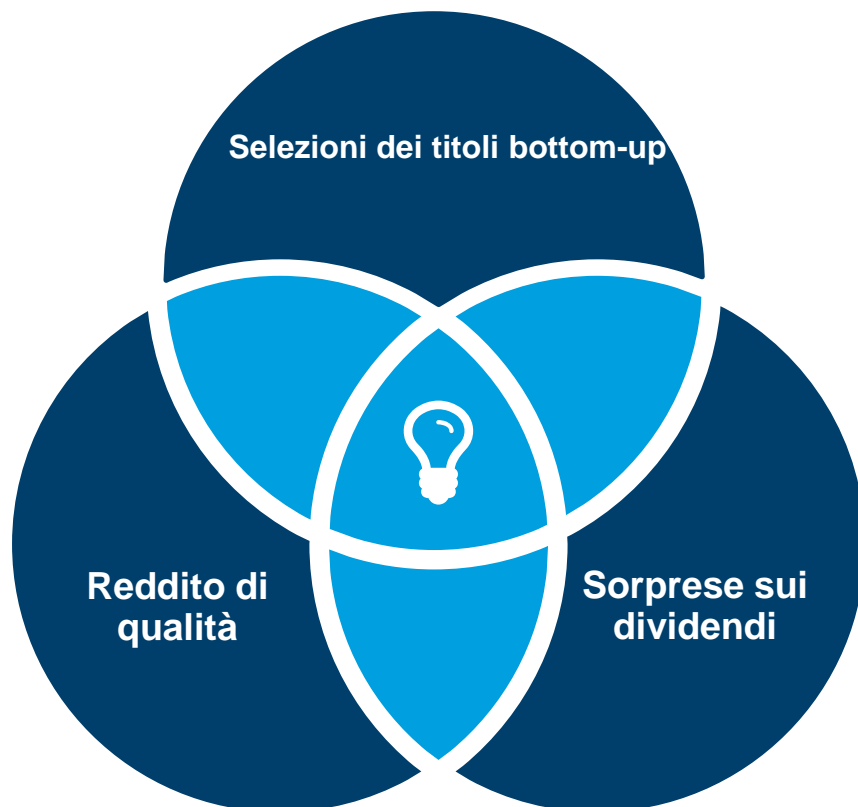 Selezioni dei titoli bottom-up
Reddito di
qualità
Sorprese sui
dividendi